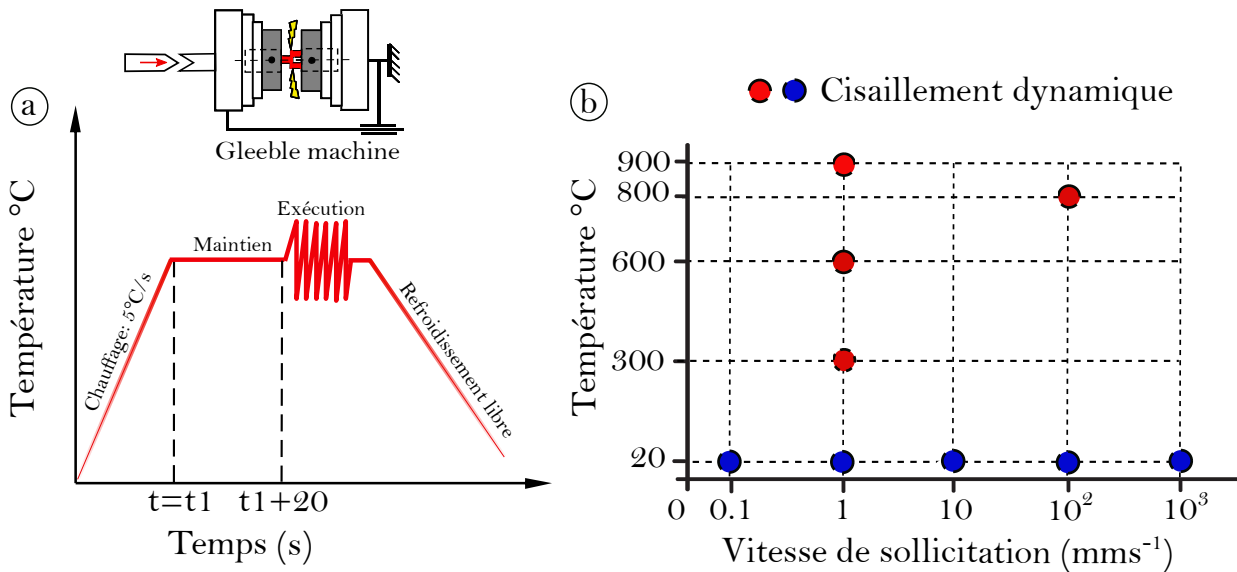 a
Gleeble machine
Température °C
Chauffage: 5°C/s
Maintien
Exécution
Refroidissement libre
t=t1
t1+20
Temps (s)
b
Cisaillement dynamique
Température °C
900
800
600
300
20
0 0.1 1 10 10² 10³
Vitesse de sollicitation (mms⁻¹)